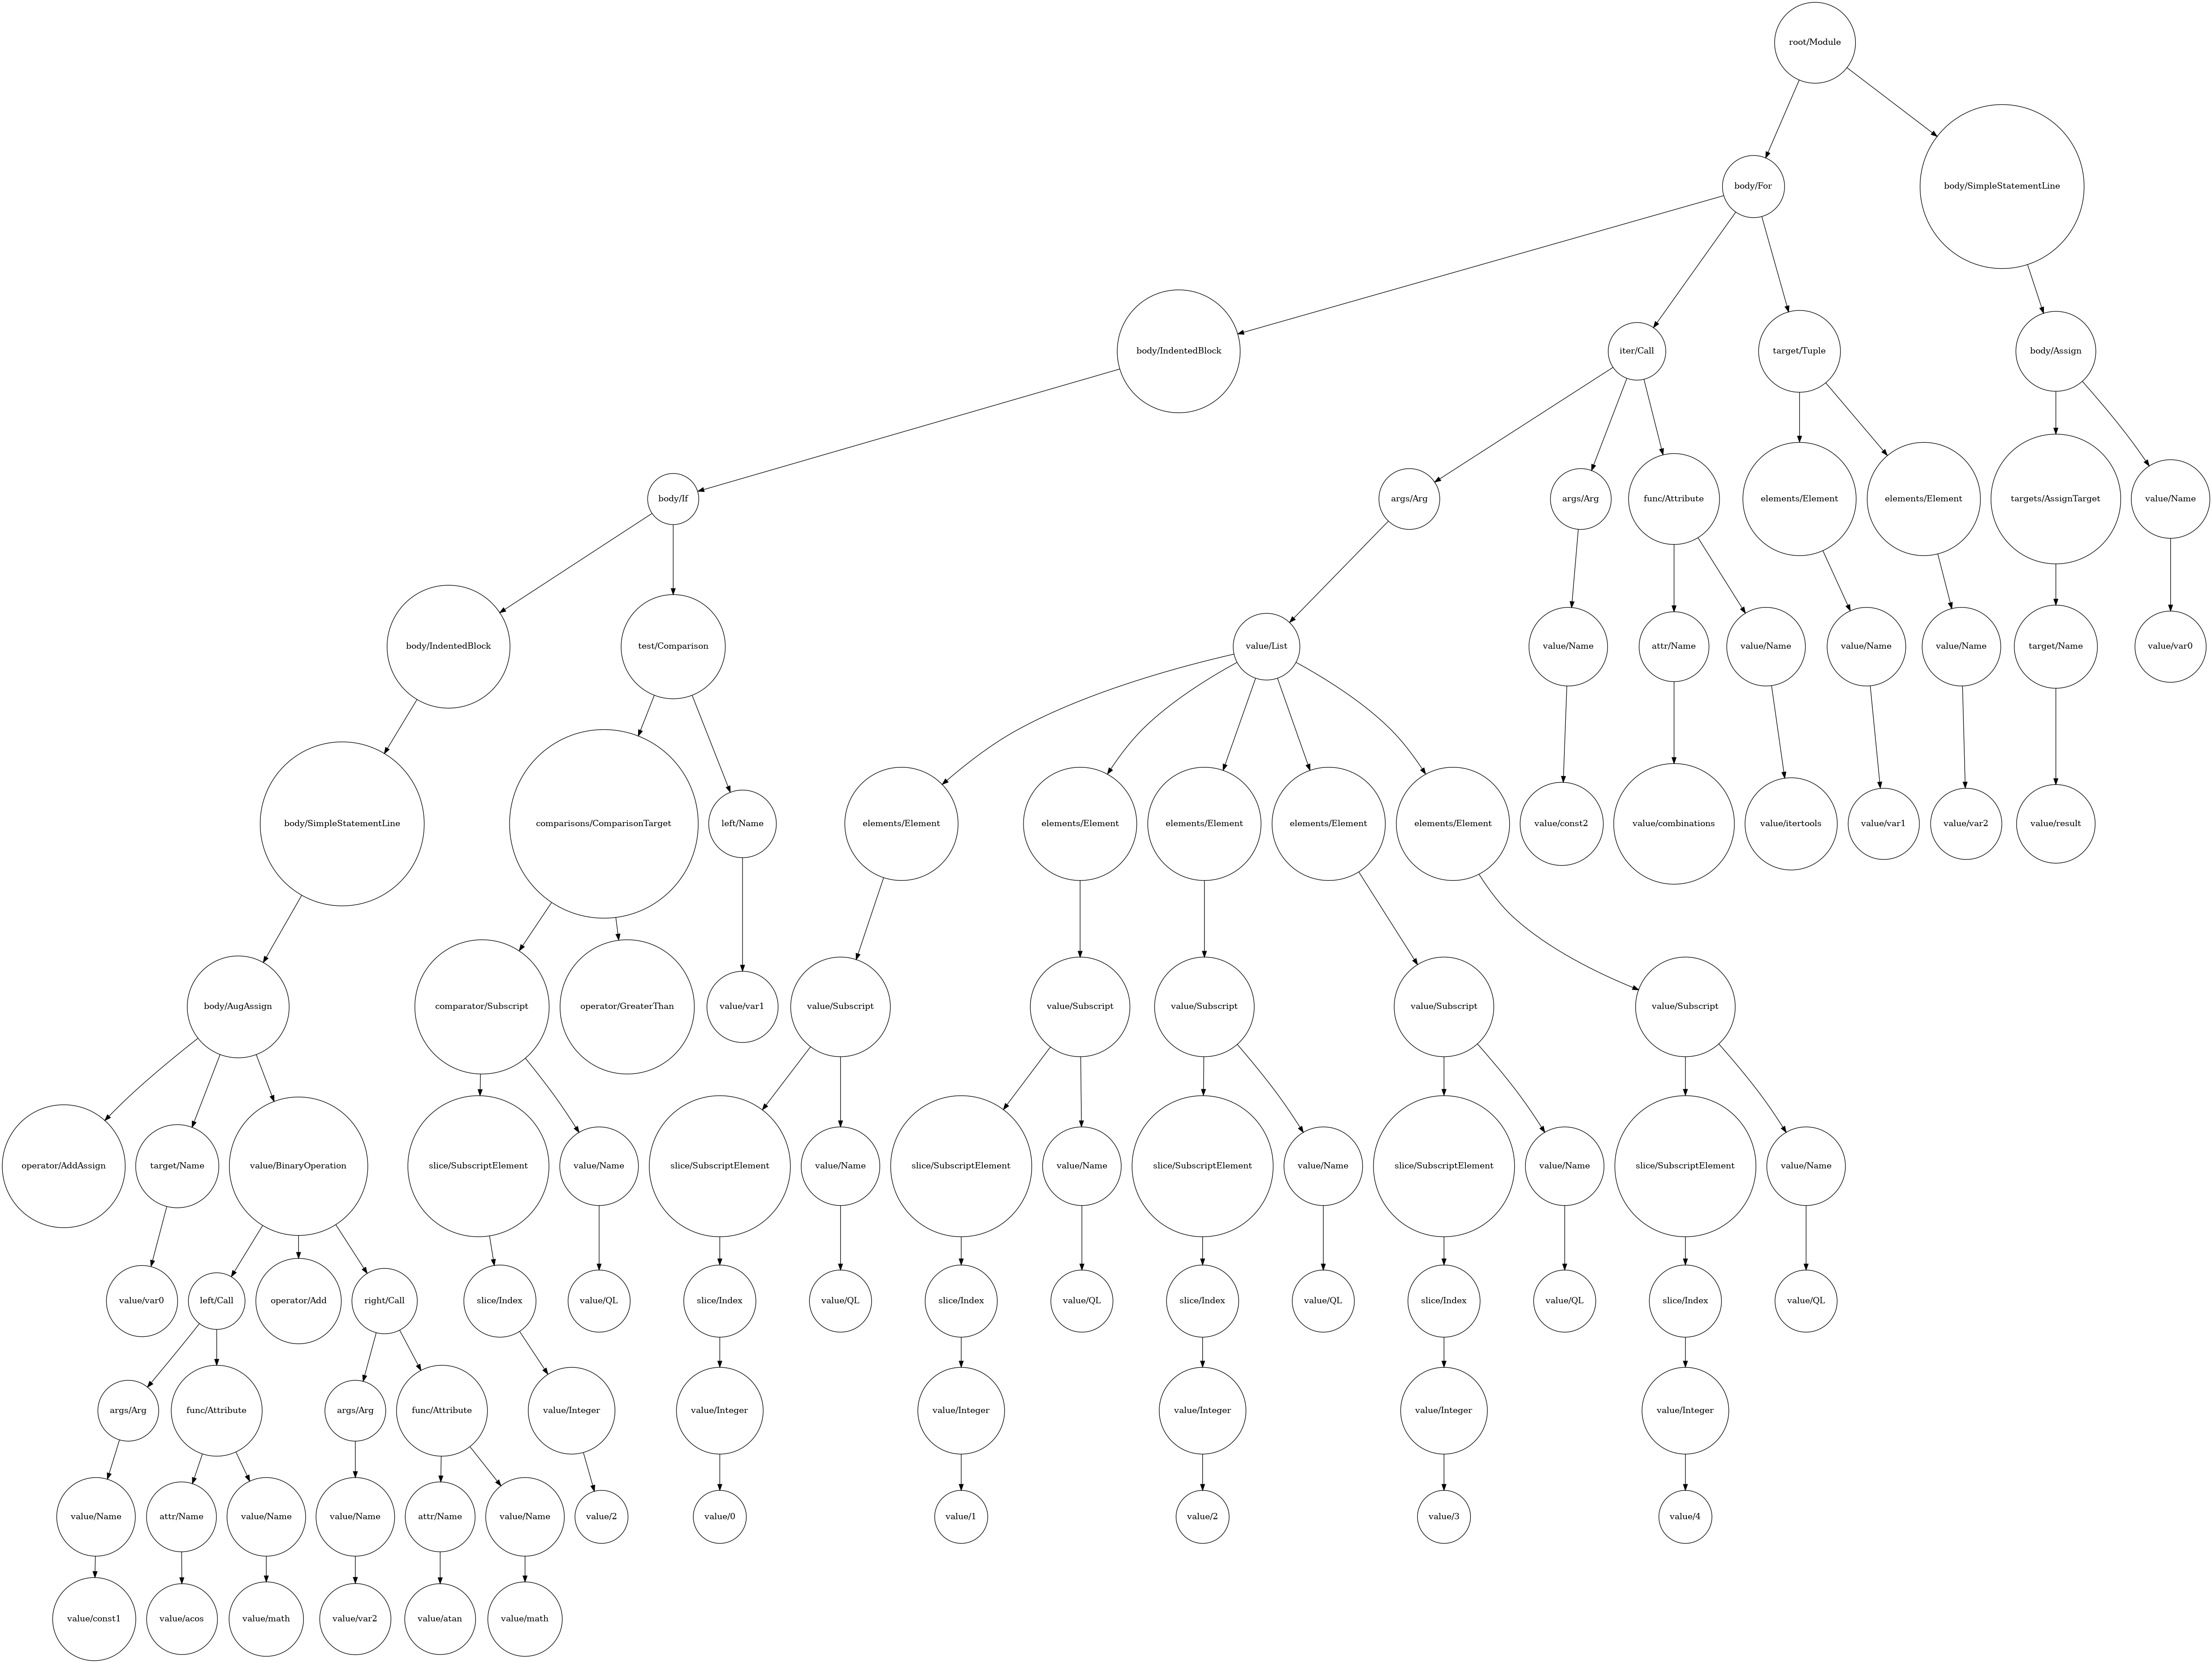 root/Module
body/For
body/SimpleStatementLine
body/IndentedBlock
iter/Call
target/Tuple
body/Assign
body/If
args/Arg
args/Arg
func/Attribute
elements/Element
elements/Element
targets/AssignTarget
value/Name
body/IndentedBlock
test/Comparison
value/List
value/Name
attr/Name
value/Name
value/Name
value/Name
target/Name
value/var0
body/SimpleStatementLine
comparisons/ComparisonTarget
left/Name
elements/Element
elements/Element
elements/Element
elements/Element
elements/Element
value/const2
value/combinations
value/itertools
value/var1
value/var2
value/result
body/AugAssign
comparator/Subscript
operator/GreaterThan
value/var1
value/Subscript
value/Subscript
value/Subscript
value/Subscript
value/Subscript
operator/AddAssign
target/Name
value/BinaryOperation
slice/SubscriptElement
value/Name
slice/SubscriptElement
value/Name
slice/SubscriptElement
value/Name
slice/SubscriptElement
value/Name
slice/SubscriptElement
value/Name
slice/SubscriptElement
value/Name
value/var0
left/Call
operator/Add
right/Call
slice/Index
value/QL
slice/Index
value/QL
slice/Index
value/QL
slice/Index
value/QL
slice/Index
value/QL
slice/Index
value/QL
args/Arg
func/Attribute
args/Arg
func/Attribute
value/Integer
value/Integer
value/Integer
value/Integer
value/Integer
value/Integer
value/Name
attr/Name
value/Name
value/Name
attr/Name
value/Name
value/2
value/0
value/1
value/2
value/3
value/4
value/const1
value/acos
value/math
value/var2
value/atan
value/math